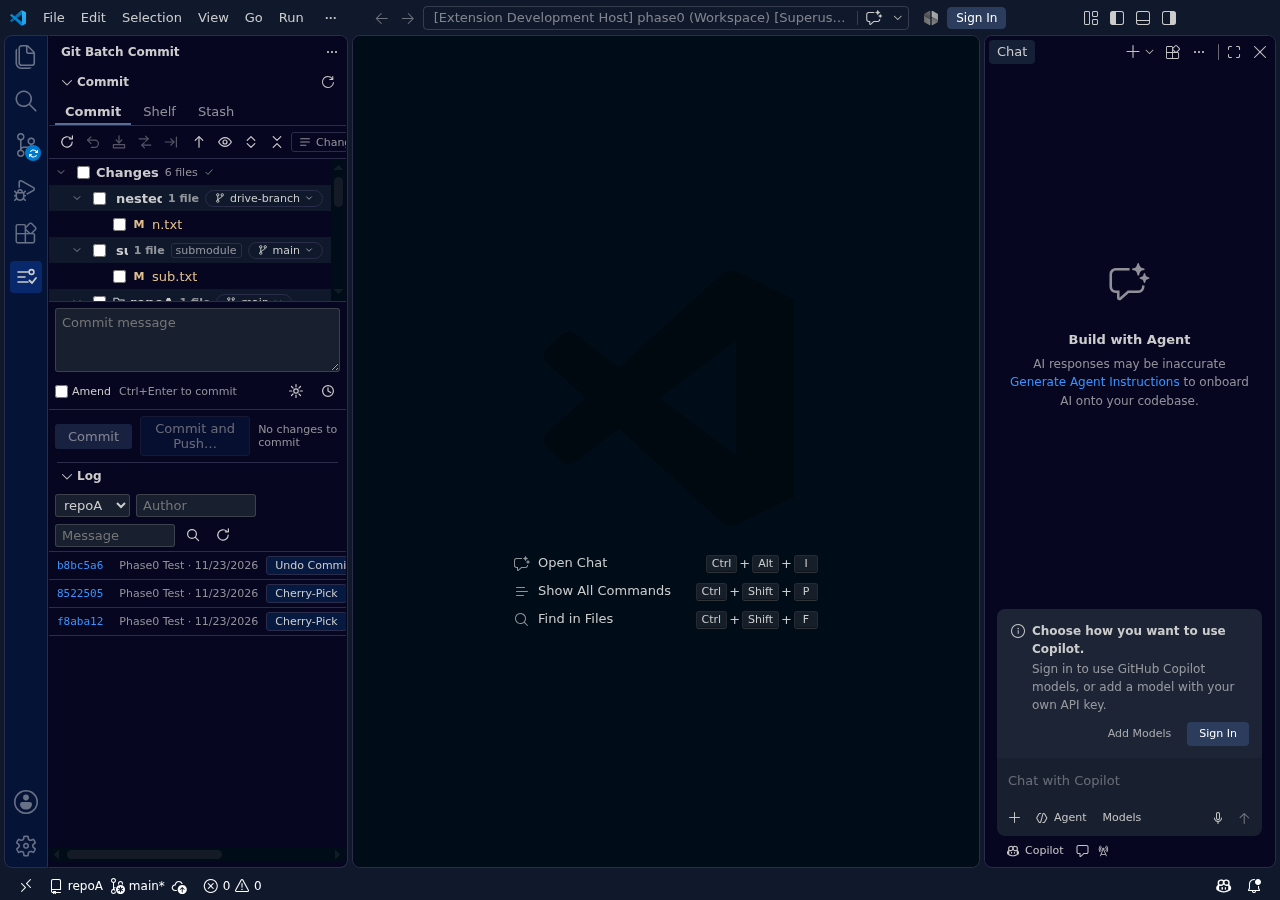 File Edit Selection View Go Run ··· [Extension Development Host] phase0 (Workspace) [Superus... Sign In
Git Batch Commit
Commit
Commit Shelf Stash
Changes 6 files
nested 1 file drive-branch
M n.txt
1 file submodule main
M sub.txt
Commit message
Amend Ctrl+Enter to commit
Commit
Commit and
Push...
No changes to
commit
Log
repoA Author
Message
b8bc5a6 Phase0 Test · 11/23/2026 Undo Commi
8522505 Phase0 Test · 11/23/2026 Cherry-Pick
f8aba12 Phase0 Test · 11/23/2026 Cherry-Pick
Open Chat Ctrl + Alt + I
Show All Commands Ctrl + Shift + P
Find in Files Ctrl + Shift + F
Chat
Build with Agent
AI responses may be inaccurate
Generate Agent Instructions to onboard
AI onto your codebase.
Choose how you want to use
Copilot.
Sign in to use GitHub Copilot
models, or add a model with your
own API key.
Add Models Sign In
Chat with Copilot
Agent Models
Copilot
repoA main* 0 0